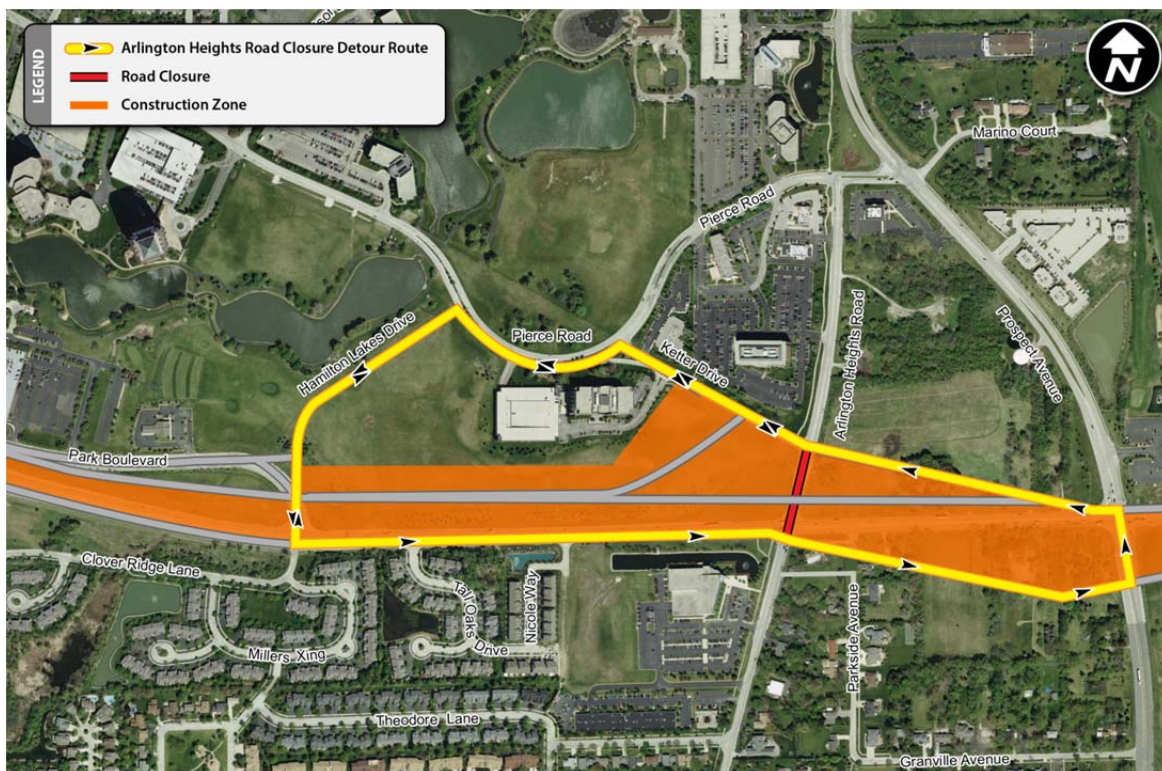 LEGEND
Arlington Heights Road Closure Detour Route
Road Closure
Construction Zone
N
Marino Court
Pierce Road
Pierce Road
Hamilton Lakes Drive
Ketter Drive
Arlington Heights Road
Prospect Avenue
Park Boulevard
Clover Ridge Lane
Tall Oaks Drive
Nicole Way
Millers Xing
Parkside Avenue
Theodore Lane
Granville Avenue